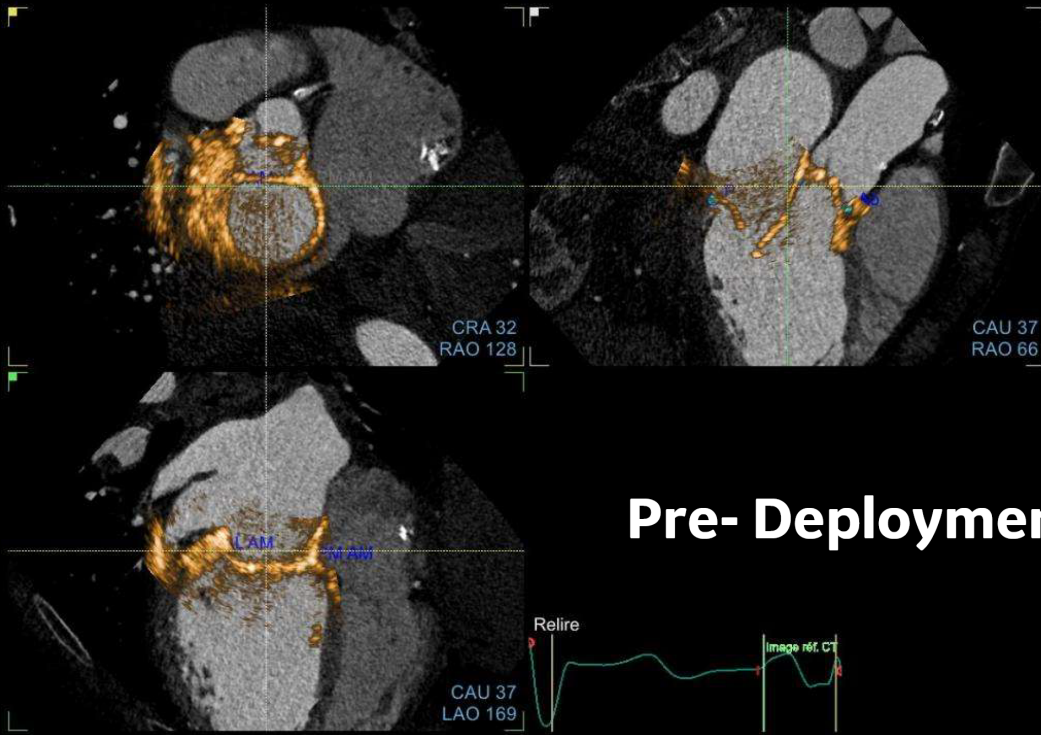 CRA 32
RAO 128
CAU 37
RAO 66
L AM
M AM
CAU 37
LAO 169
Pre- Deploymen
Relire
Image réf. CT